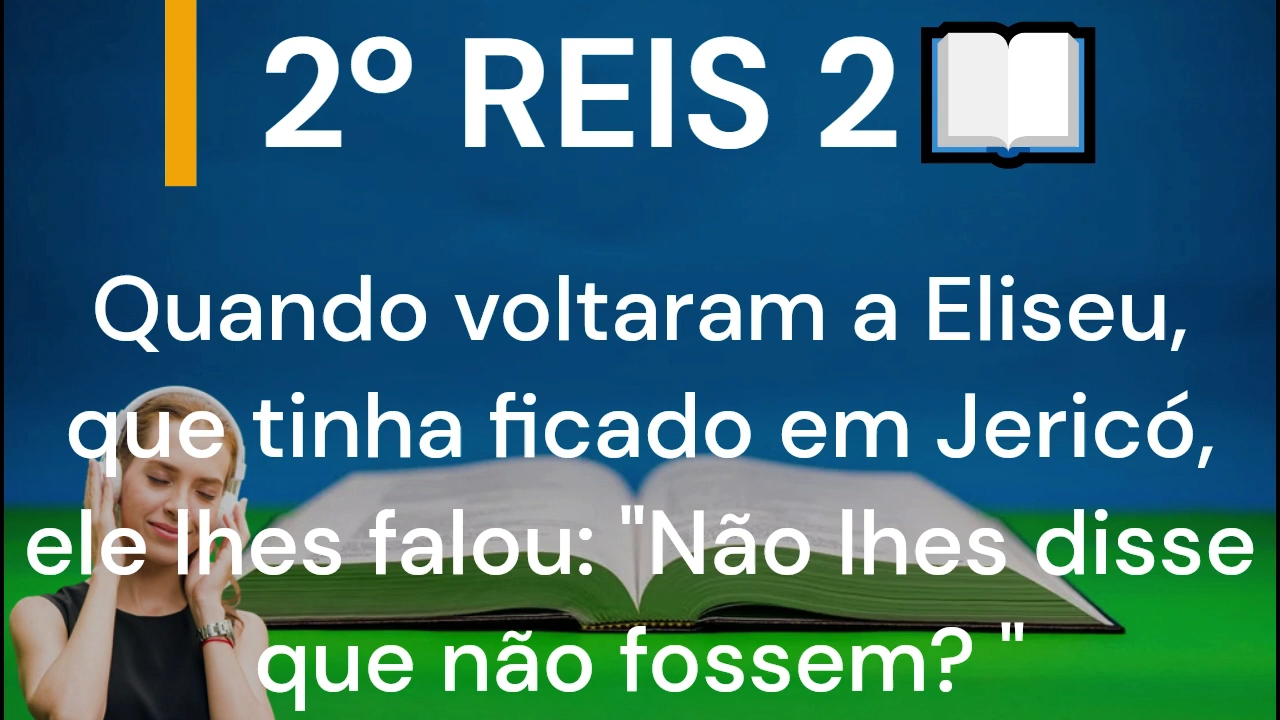 2º REIS 2
Quando voltaram a Eliseu,
que tinha ficado em Jericó,
ele lhes falou: "Não lhes disse
que não fossem? "